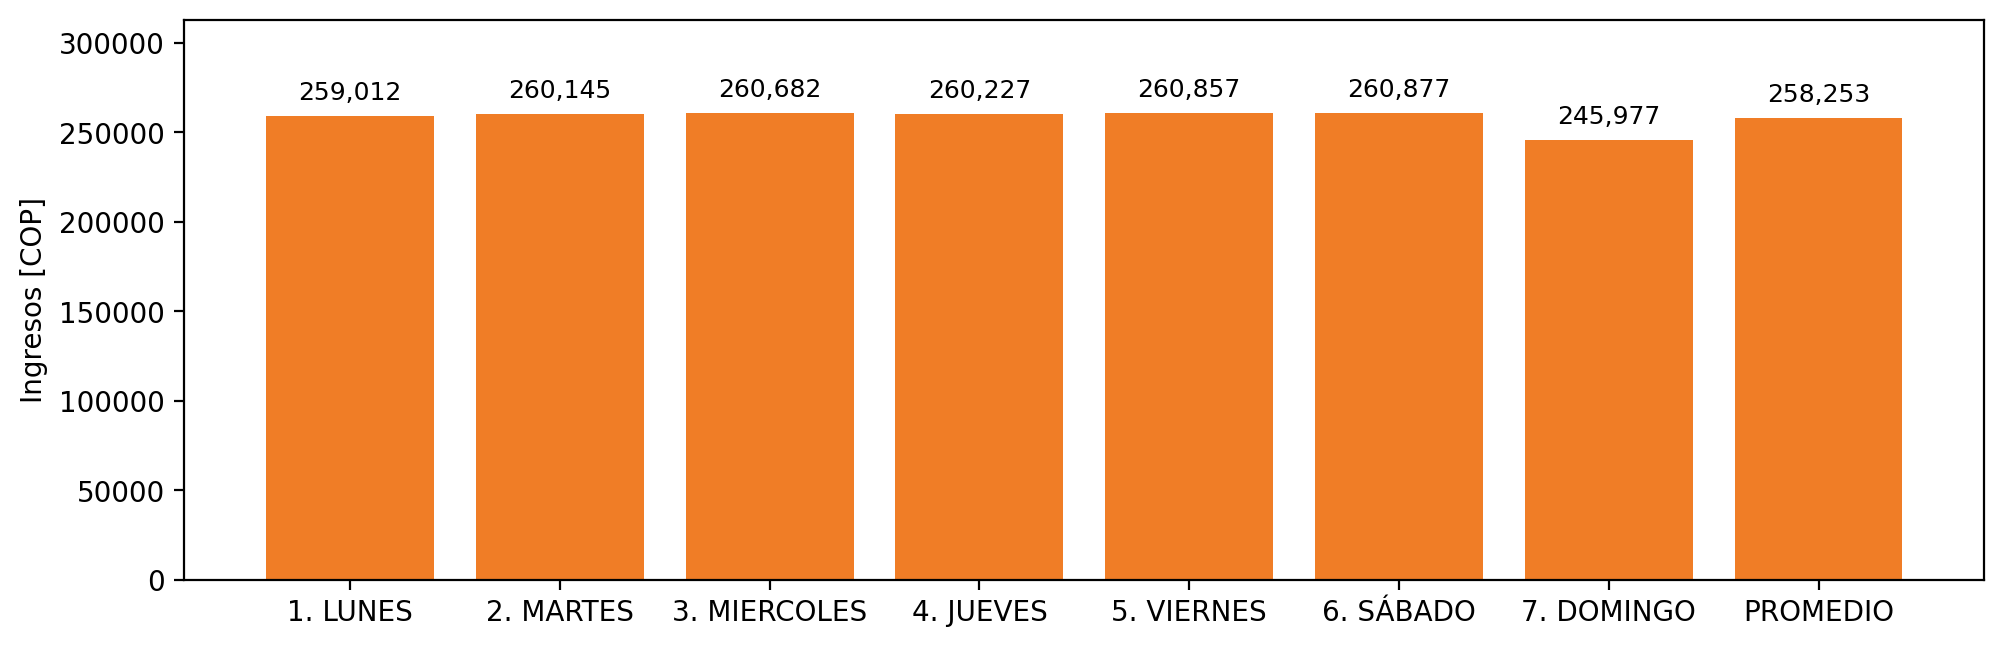 Ingresos [COP]
300000
250000
200000
150000
100000
50000
0
259,012
260,145
260,682
260,227
260,857
260,877
245,977
258,253
1. LUNES
2. MARTES
3. MIERCOLES
4. JUEVES
5. VIERNES
6. SÁBADO
7. DOMINGO
PROMEDIO